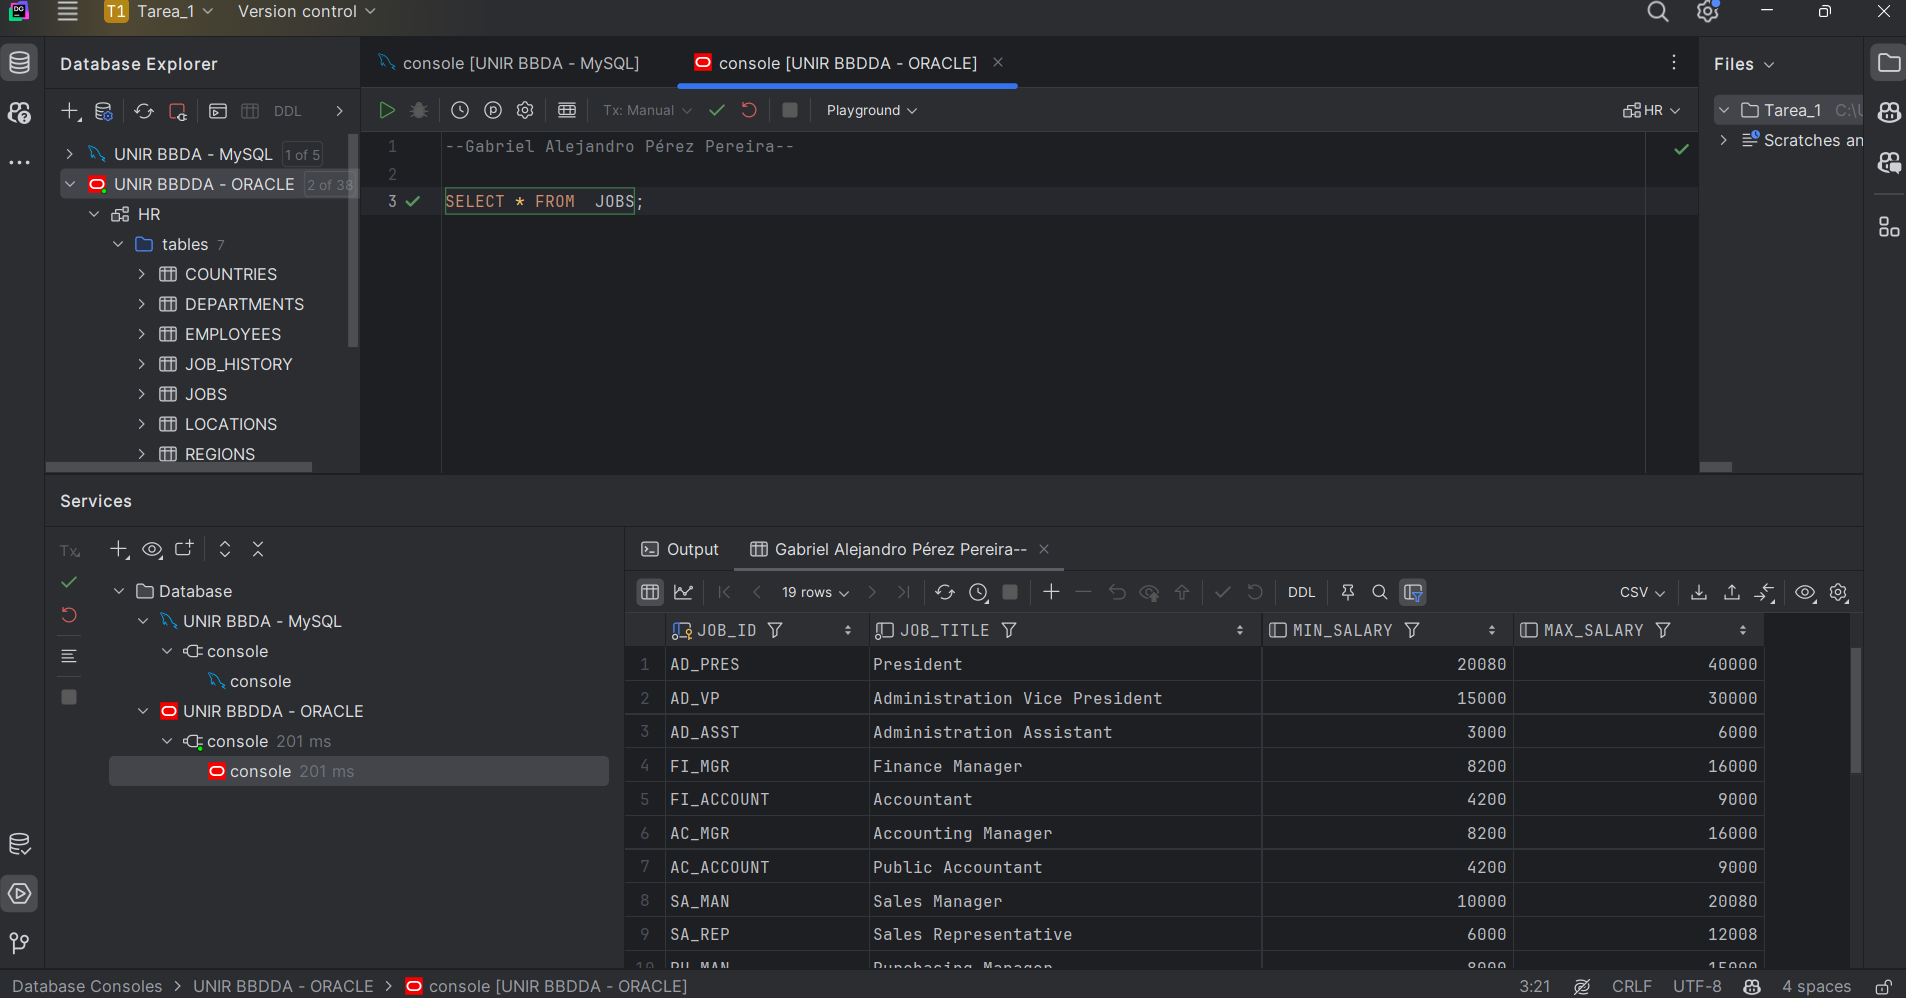 T1 Tarea_1 Version control
Database Explorer
console [UNIR BBDA - MySQL] console [UNIR BBDDA - ORACLE]
Files
DDL
Tx: Manual Playground HR
Tarea_1 C:\U
Scratches an
UNIR BBDA - MySQL 1 of 5
UNIR BBDDA - ORACLE 2 of 38
HR
tables 7
COUNTRIES
DEPARTMENTS
EMPLOYEES
JOB_HISTORY
JOBS
LOCATIONS
REGIONS
1 --Gabriel Alejandro Pérez Pereira--
2
3 SELECT * FROM  JOBS;
Services
Tx
Database
UNIR BBDA - MySQL
console
console
UNIR BBDDA - ORACLE
console 201 ms
console 201 ms
Output Gabriel Alejandro Pérez Pereira--
19 rows DDL CSV
JOB_ID JOB_TITLE MIN_SALARY MAX_SALARY
1 AD_PRES President 20080 40000
2 AD_VP Administration Vice President 15000 30000
3 AD_ASST Administration Assistant 3000 6000
4 FI_MGR Finance Manager 8200 16000
5 FI_ACCOUNT Accountant 4200 9000
6 AC_MGR Accounting Manager 8200 16000
7 AC_ACCOUNT Public Accountant 4200 9000
8 SA_MAN Sales Manager 10000 20080
9 SA_REP Sales Representative 6000 12008
10 PU_MAN Purchasing Manager 8000 15000
Database Consoles > UNIR BBDDA - ORACLE > console [UNIR BBDDA - ORACLE] 3:21 CRLF UTF-8 4 spaces